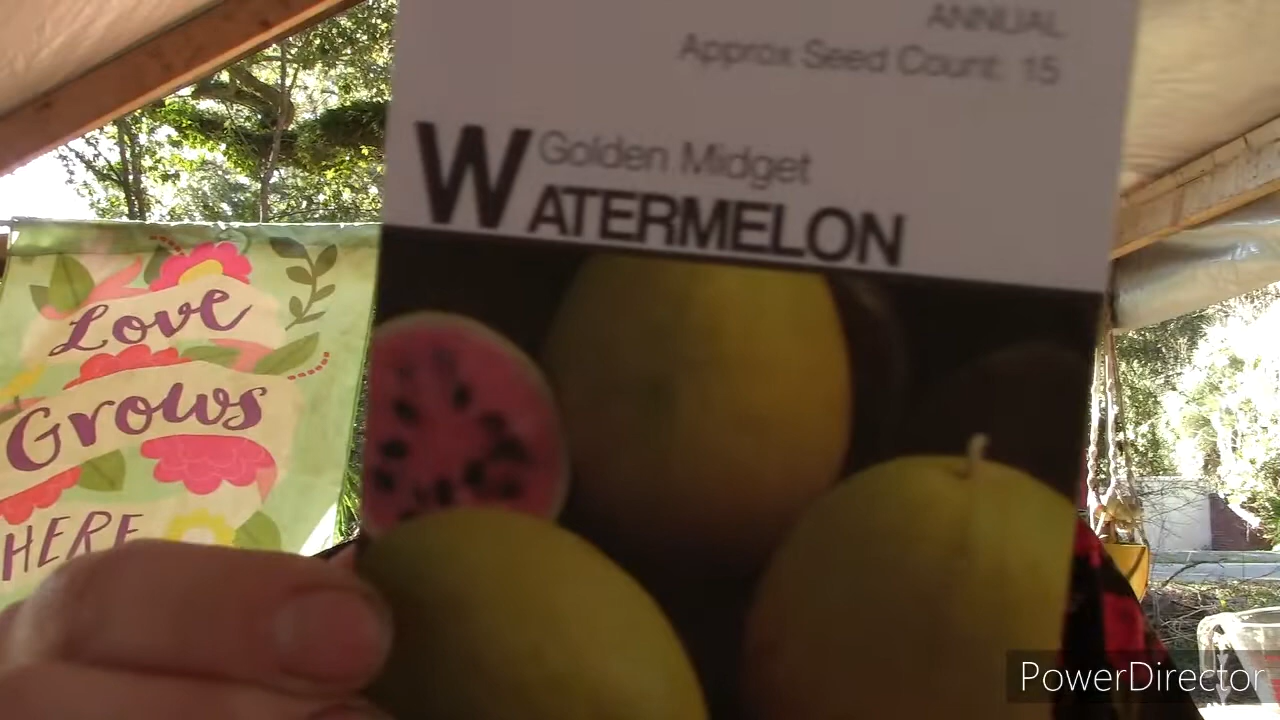 ANNUAL
Approx Seed Count: 15
Golden Midget
WATERMELON
Love
Grows
HERE
PowerDirector